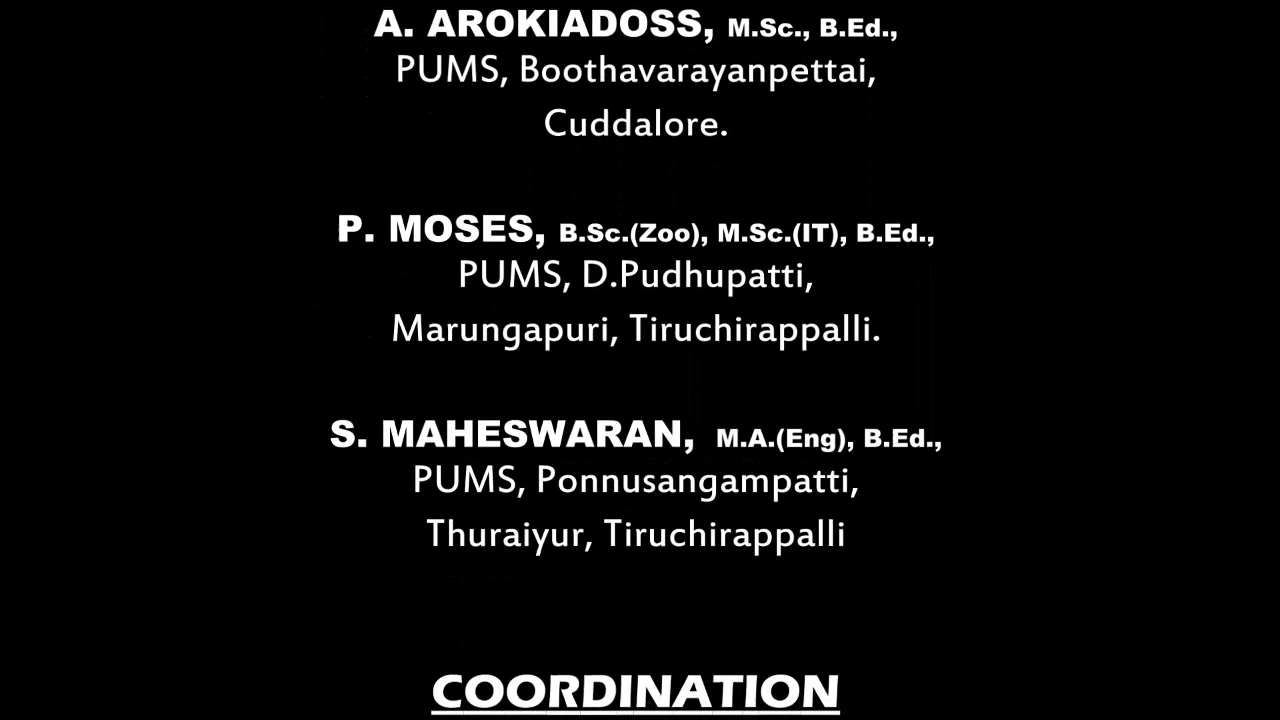 A. AROKIADOSS, M.Sc., B.Ed.,
PUMS, Boothavarayanpettai,
Cuddalore.
P. MOSES, B.Sc.(Zoo), M.Sc.(IT), B.Ed.,
PUMS, D.Pudhupatti,
Marungapuri, Tiruchirappalli.
S. MAHESWARAN, M.A.(Eng), B.Ed.,
PUMS, Ponnusangampatti,
Thuraiyur, Tiruchirappalli
COORDINATION